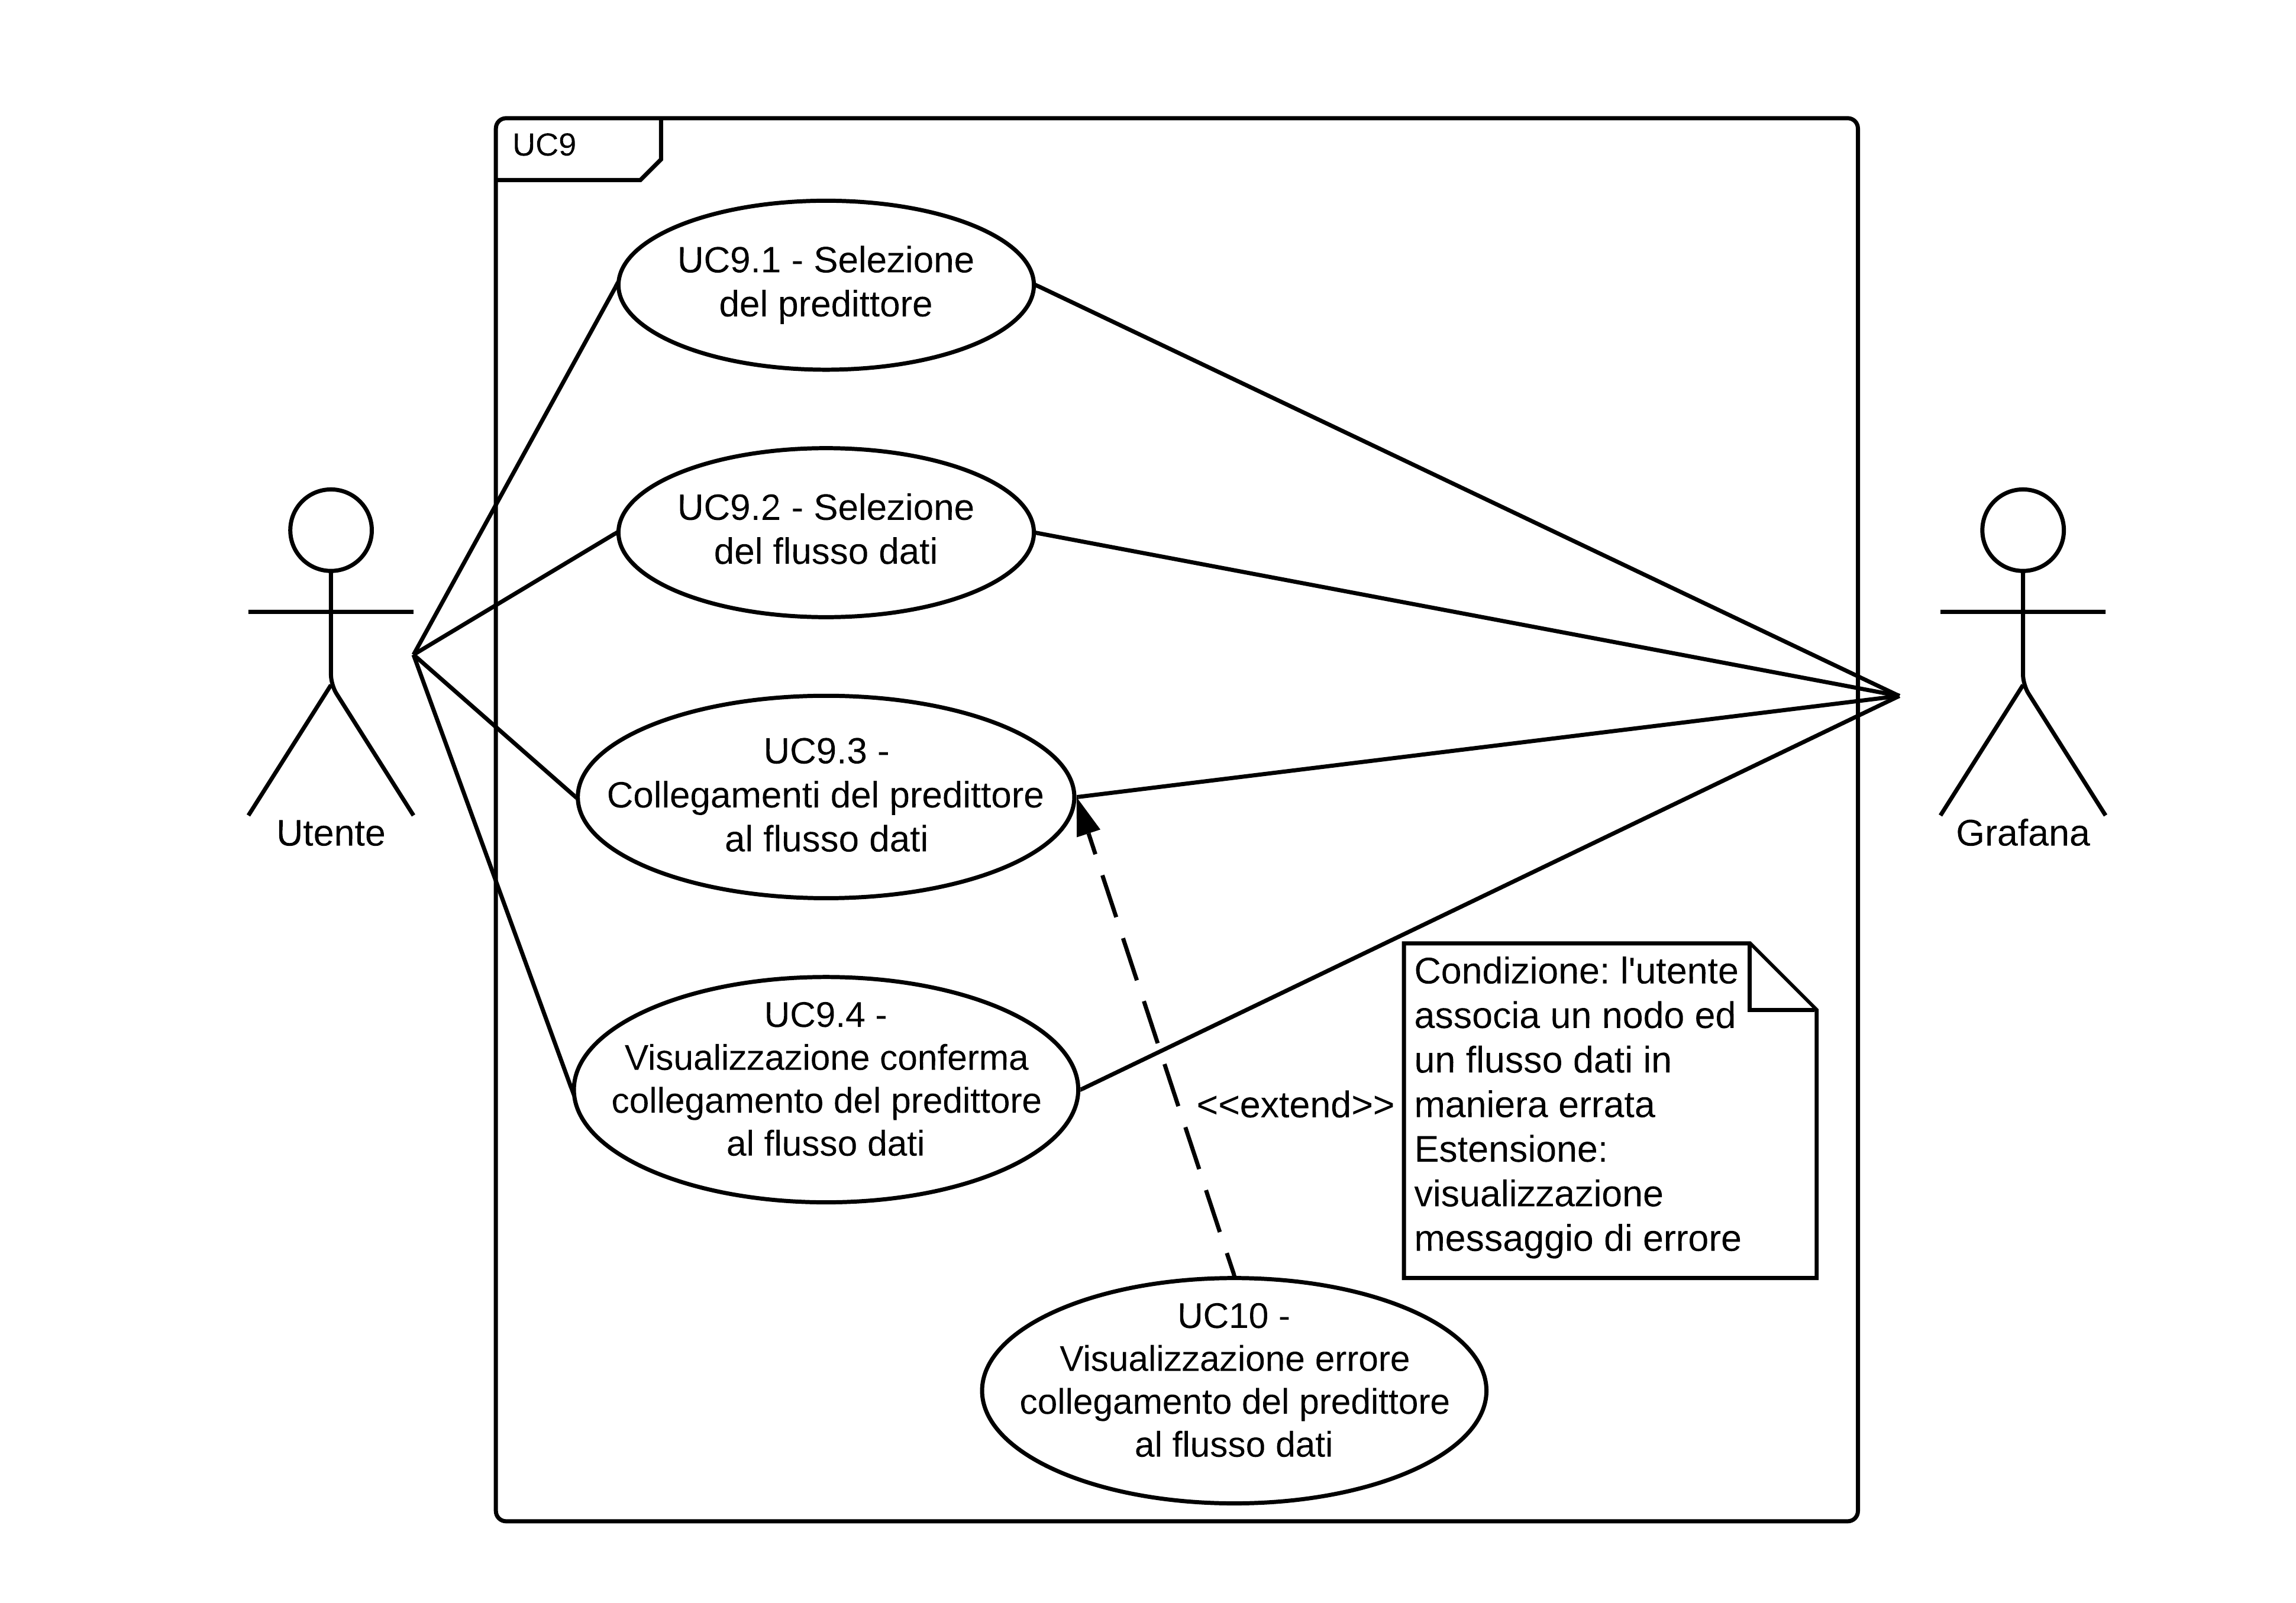 UC9
UC9.1 - Selezione
del predittore
UC9.2 - Selezione
del flusso dati
UC9.3 -
Collegamenti del predittore
al flusso dati
Utente
Grafana
UC9.4 -
Visualizzazione conferma
collegamento del predittore
al flusso dati
<<extend>>
Condizione: l'utente
associa un nodo ed
un flusso dati in
maniera errata
Estensione:
visualizzazione
messaggio di errore
UC10 -
Visualizzazione errore
collegamento del predittore
al flusso dati